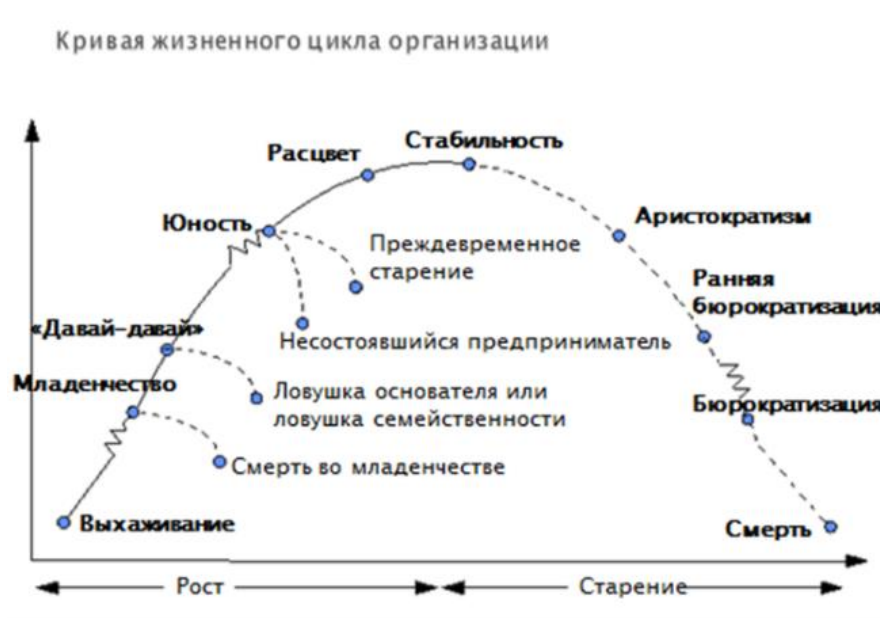 Кривая жизненного цикла организации
Стабильность
Расцвет
Аристократизм
Юность
Преждевременное
старение
Ранняя
бюрократизация
«Давай-давай»
Несостоявшийся предприниматель
Младенчество
Ловушка основателя или
ловушка семейственности
Бюрократизация
Смерть во младенчестве
Выхаживание
Смерть
Рост
Старение